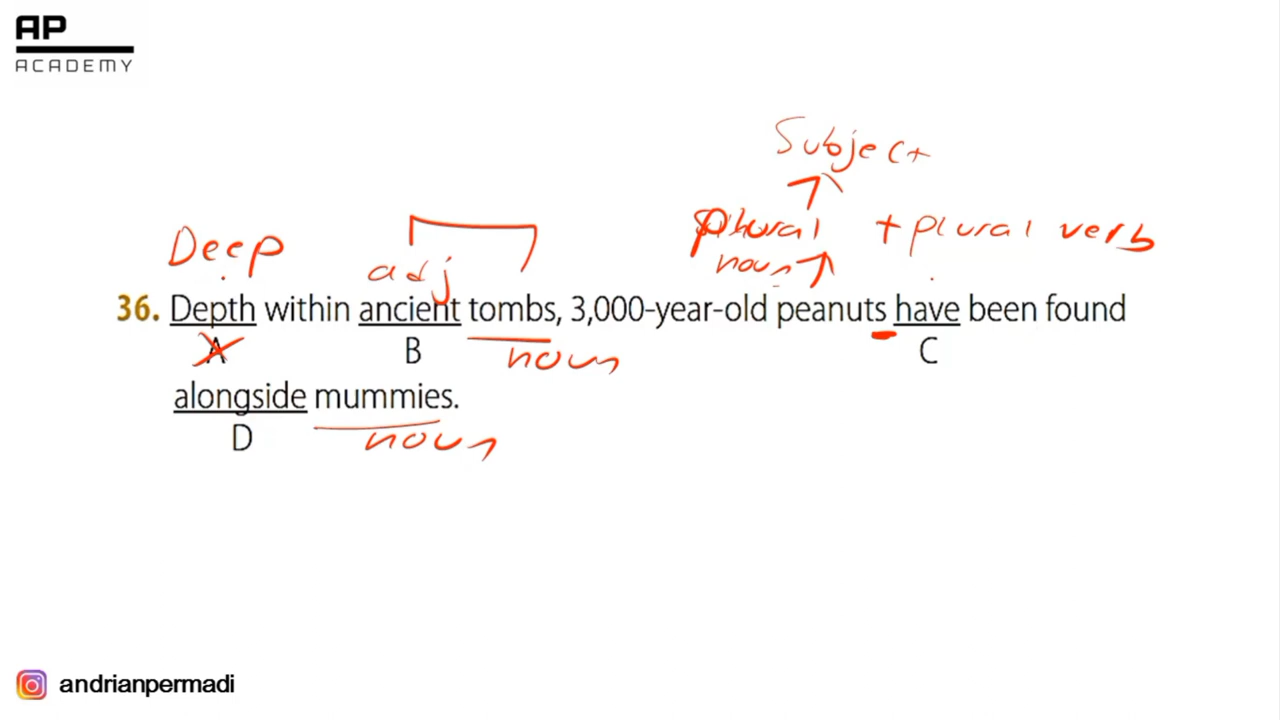 AP
ACADEMY
Subject
plural + plural verb
noun
Deep
adj
36. Depth within ancient tombs, 3,000-year-old peanuts have been found
A B noun C
alongside mummies.
D noun
andrianpermadi